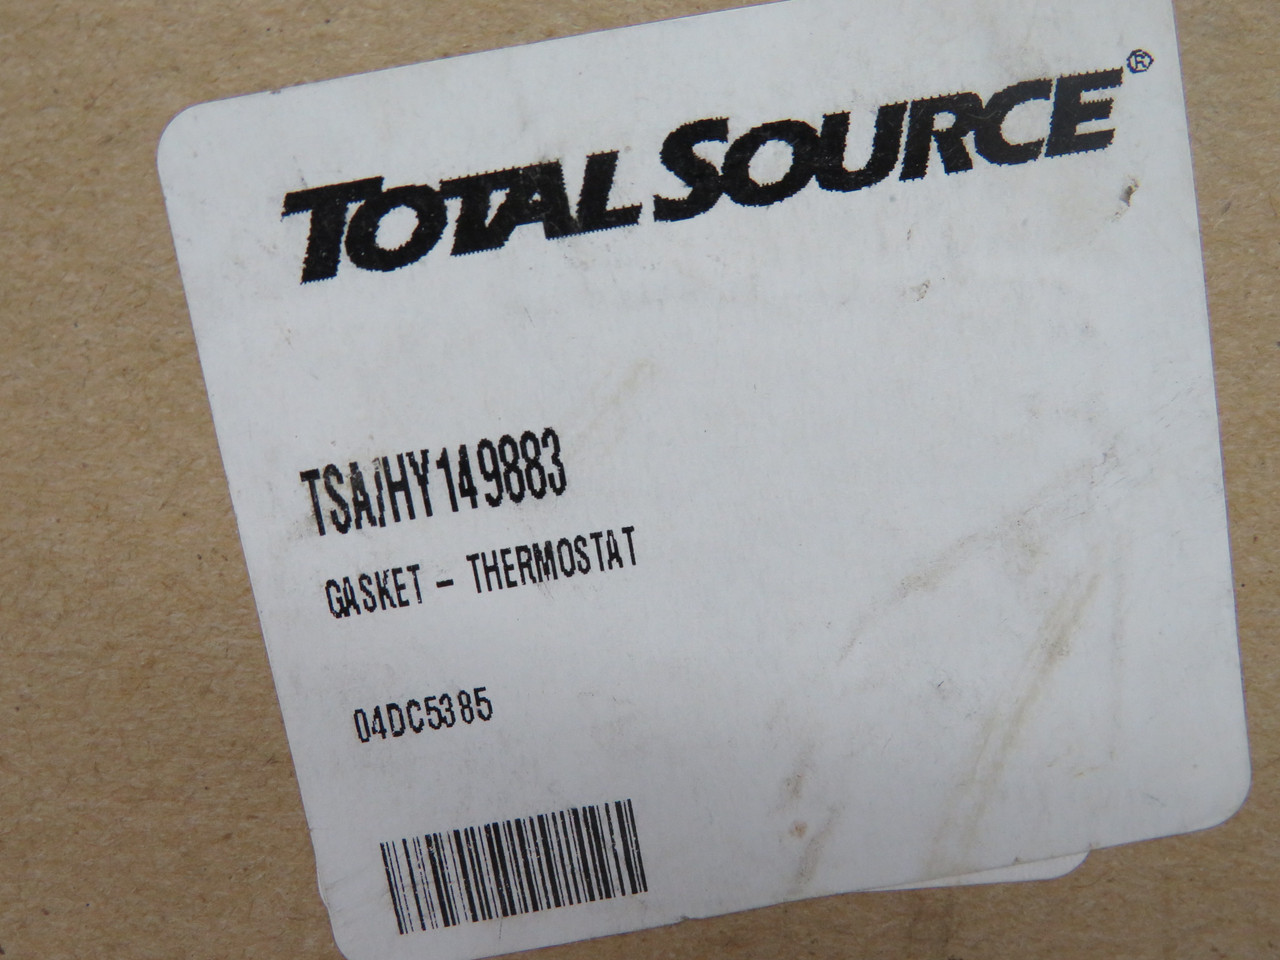 TOTAL SOURCE®
TSA/HY149883
GASKET - THERMOSTAT
04DC5385